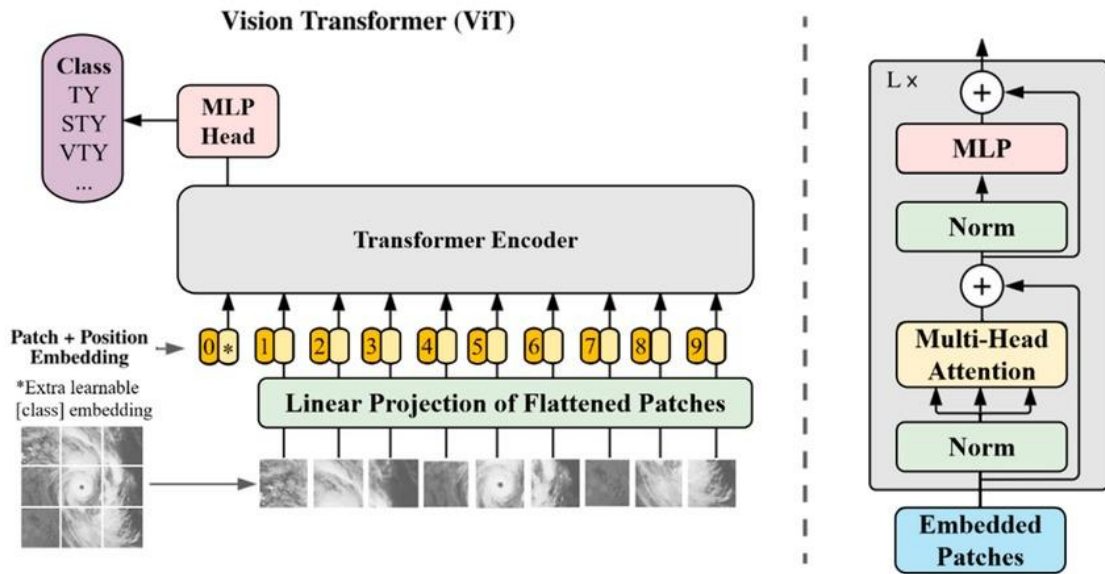 Vision Transformer (ViT)
Class
TY
STY
VTY
...
MLP
Head
Transformer Encoder
Patch + Position
Embedding
0 * 1 2 3 4 5 6 7 8 9
*Extra learnable
[class] embedding
Linear Projection of Flattened Patches
L x
+
MLP
Norm
+
Multi-Head
Attention
Norm
Embedded
Patches